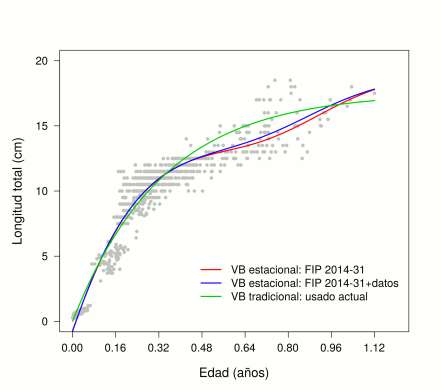 20
15
10
5
0
Longitud total (cm)
VB estacional: FIP 2014-31
VB estacional: FIP 2014-31+datos
VB tradicional: usado actual
0.00 0.16 0.32 0.48 0.64 0.80 0.96 1.12
Edad (años)